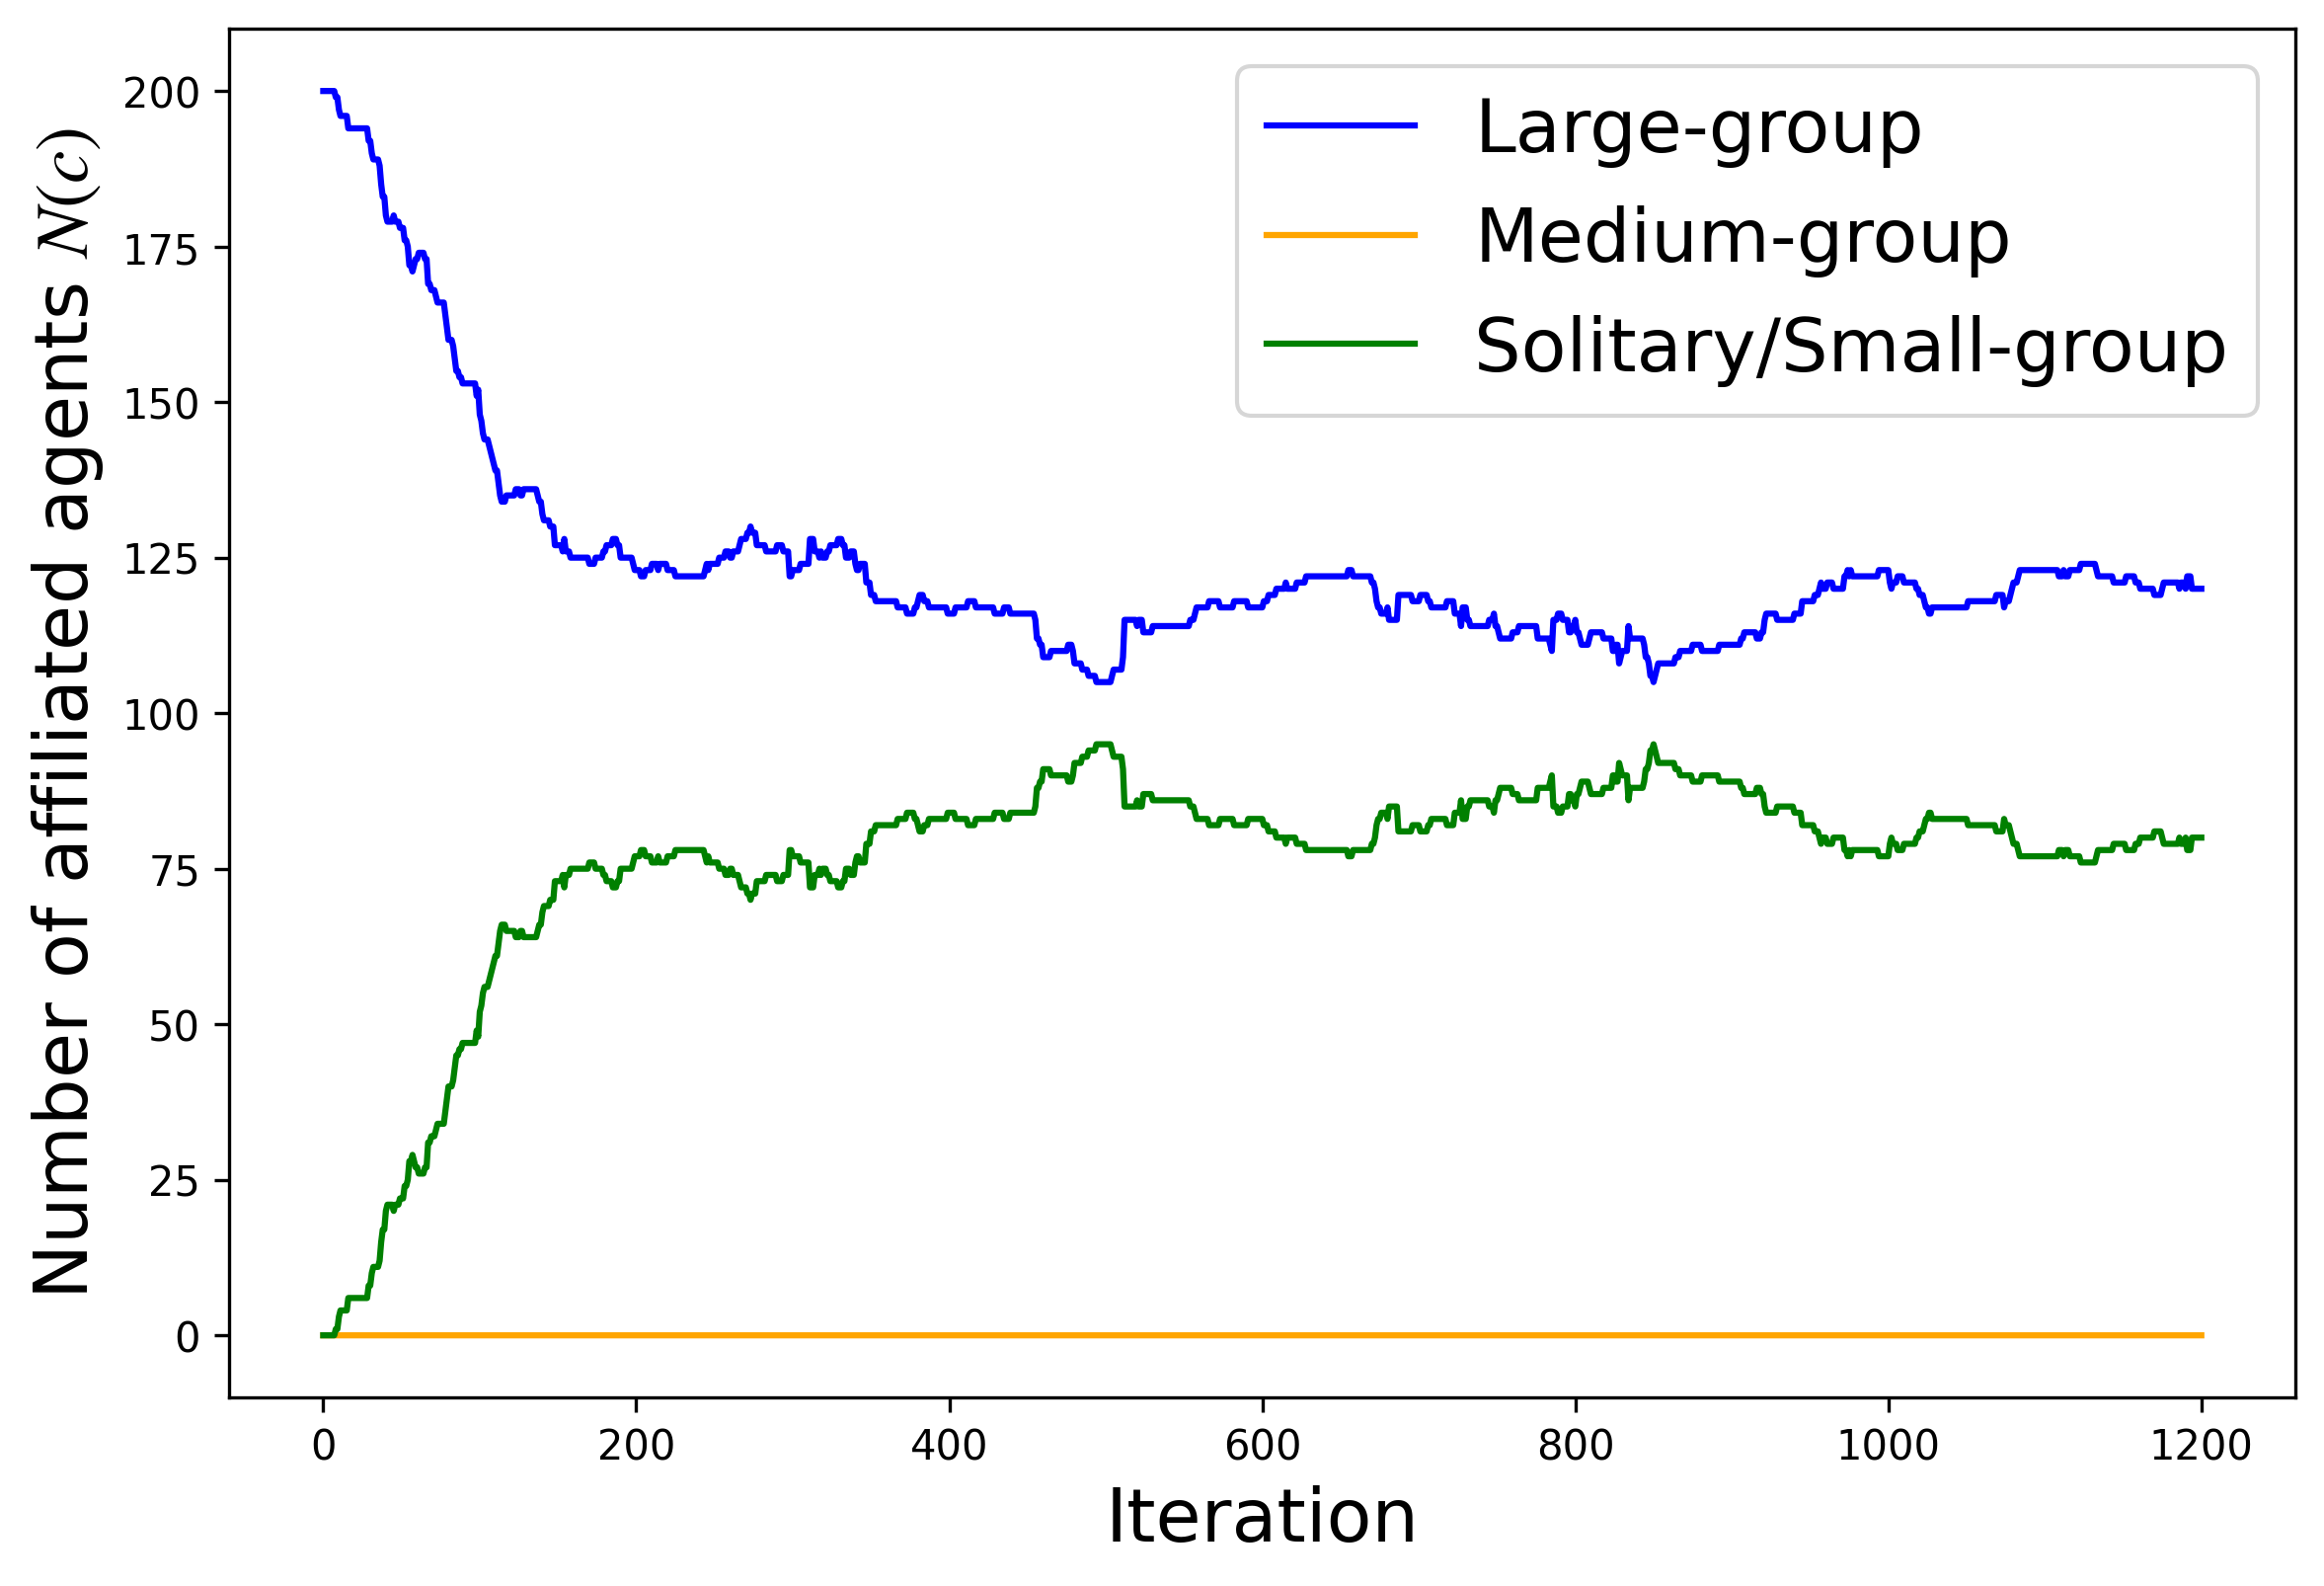 Number of affiliated agents N(c)
200
175
150
125
100
75
50
25
0
Large-group
Medium-group
Solitary/Small-group
0 200 400 600 800 1000 1200
Iteration